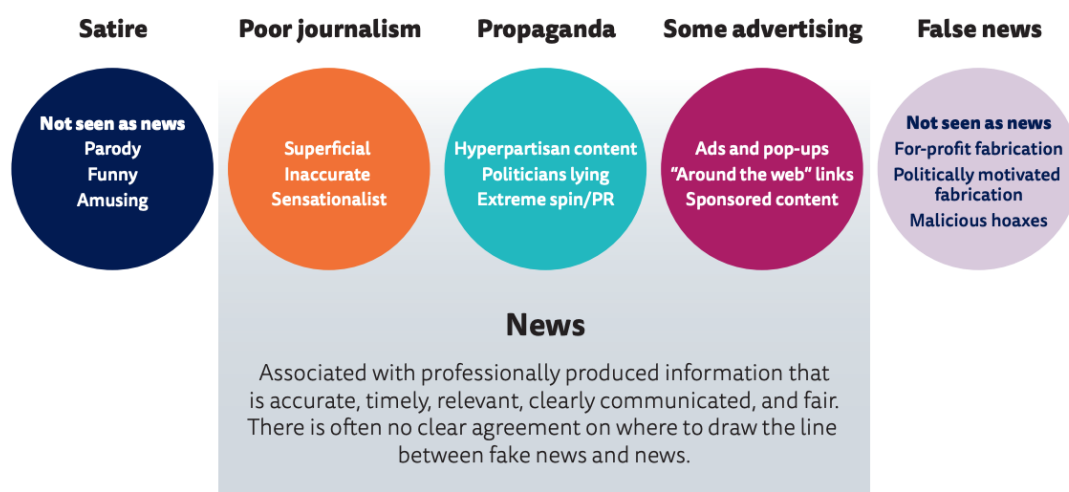 Satire
Poor journalism
Propaganda
Some advertising
False news
Not seen as news
Parody
Funny
Amusing
Superficial
Inaccurate
Sensationalist
Hyperpartisan content
Politicians lying
Extreme spin/PR
Ads and pop-ups
“Around the web” links
Sponsored content
Not seen as news
For-profit fabrication
Politically motivated
fabrication
Malicious hoaxes
News
Associated with professionally produced information that
is accurate, timely, relevant, clearly communicated, and fair.
There is often no clear agreement on where to draw the line
between fake news and news.